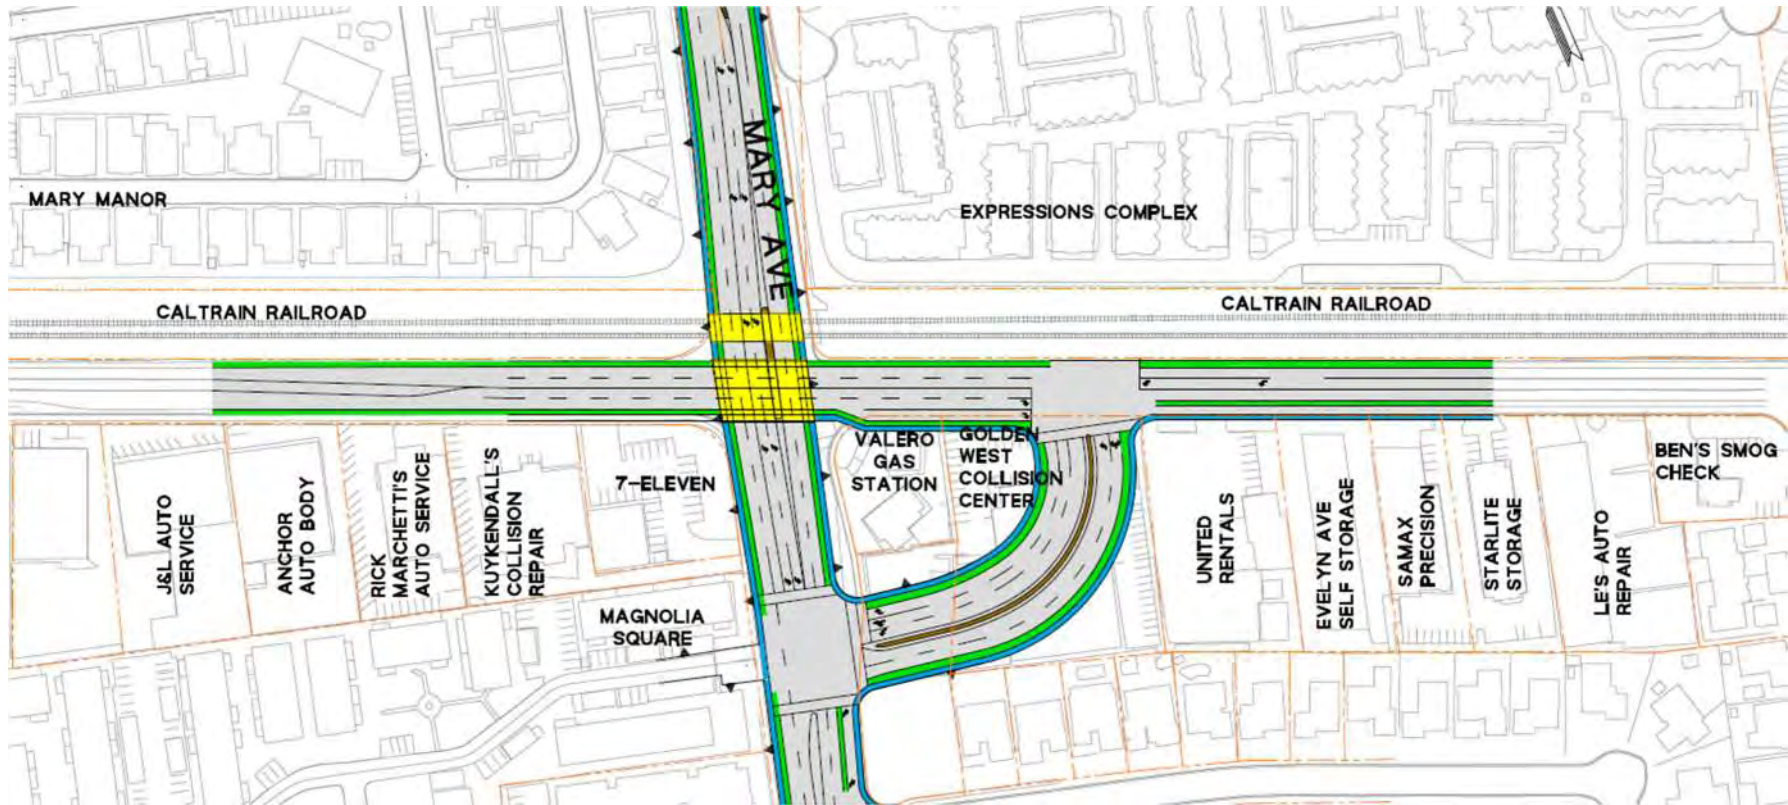 MARY AVE
MARY MANOR
EXPRESSIONS COMPLEX
CALTRAIN RAILROAD
CALTRAIN RAILROAD
J&L AUTO
SERVICE
ANCHOR
AUTO BODY
RICK
MARCHETTI'S
AUTO SERVICE
KUYKENDALL'S
COLLISION
REPAIR
7-ELEVEN
VALERO
GAS
STATION
GOLDEN
WEST
COLLISION
CENTER
UNITED
RENTALS
EVELYN AVE
SELF STORAGE
SAMAX
PRECISION
STARLITE
STORAGE
LE'S AUTO
REPAIR
BEN'S SMOG
CHECK
MAGNOLIA
SQUARE